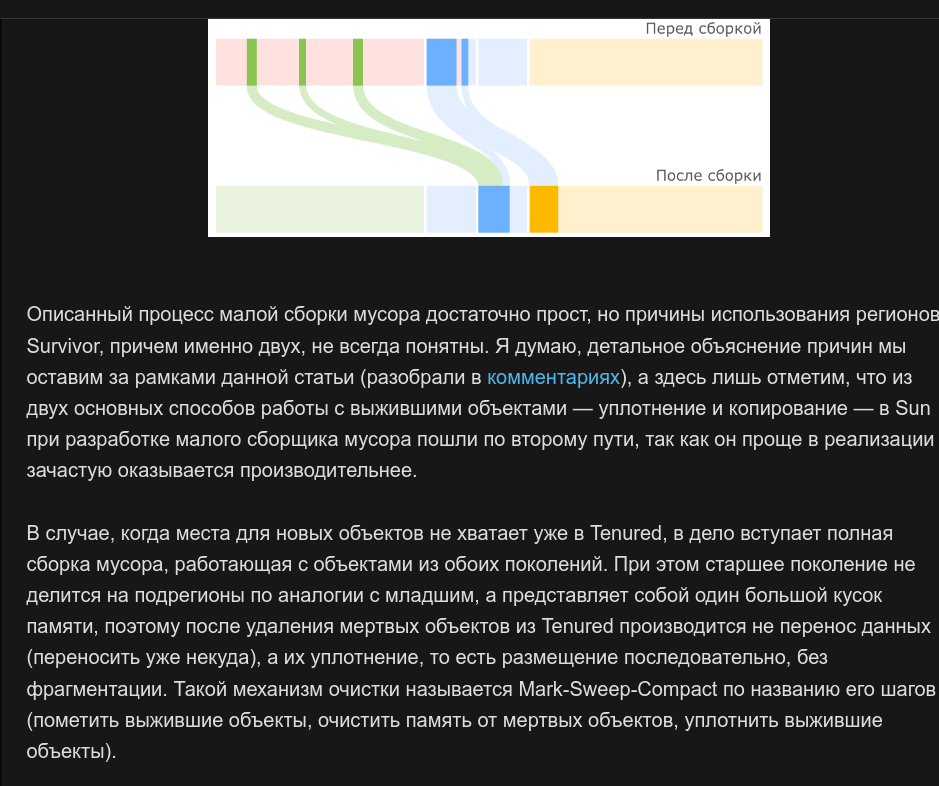 Перед сборкой
После сборки
Описанный процесс малой сборки мусора достаточно прост, но причины использования регионов
Survivor, причем именно двух, не всегда понятны. Я думаю, детальное объяснение причин мы
оставим за рамками данной статьи (разобрали в комментариях), а здесь лишь отметим, что из
двух основных способов работы с выжившими объектами — уплотнение и копирование — в Sun
при разработке малого сборщика мусора пошли по второму пути, так как он проще в реализации
зачастую оказывается производительнее.
В случае, когда места для новых объектов не хватает уже в Tenured, в дело вступает полная
сборка мусора, работающая с объектами из обоих поколений. При этом старшее поколение не
делится на подрегионы по аналогии с младшим, а представляет собой один большой кусок
памяти, поэтому после удаления мертвых объектов из Tenured производится не перенос данных
(переносить уже некуда), а их уплотнение, то есть размещение последовательно, без
фрагментации. Такой механизм очистки называется Mark-Sweep-Compact по названию его шагов
(пометить выжившие объекты, очистить память от мертвых объектов, уплотнить выжившие
объекты).